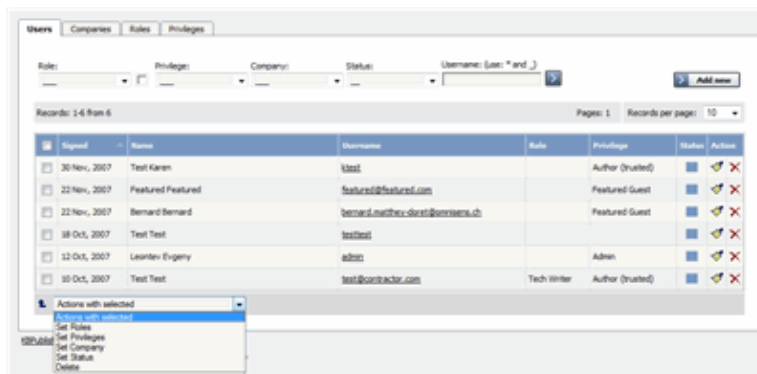 Users Companies Roles Privileges
Role: Privilege: Company: Status: Username: (use: * and _)
___ ___ ___ __
Add new
Records: 1-6 from 6 Pages: 1 Records per page: 10
Signed Name Username Role Privilege Status Action
30 Nov, 2007 Test Karen ktest Author (trusted)
22 Nov, 2007 Featured Featured featured@featured.com Featured Guest
22 Nov, 2007 Bernard Bernard bernard.matthey-doret@omnisens.ch Featured Guest
18 Oct, 2007 Test Test testtest
12 Oct, 2007 Leontev Evgeny admin Admin
10 Oct, 2007 Test Test test@contractor.com Tech Writer Author (trusted)
Actions with selected
Actions with selected
Set Roles
Set Privileges
Set Company
Set Status
Delete